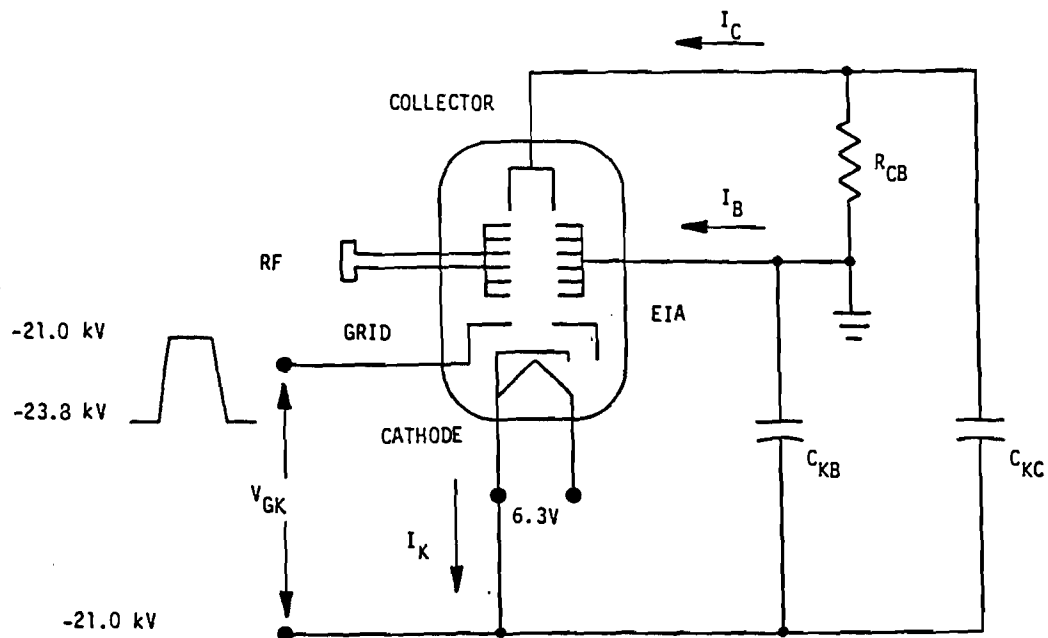 I_C
COLLECTOR
R_CB
I_B
RF
EIA
-21.0 kV
GRID
-23.8 kV
CATHODE
C_KB
C_KC
V_GK
6.3V
I_K
-21.0 kV